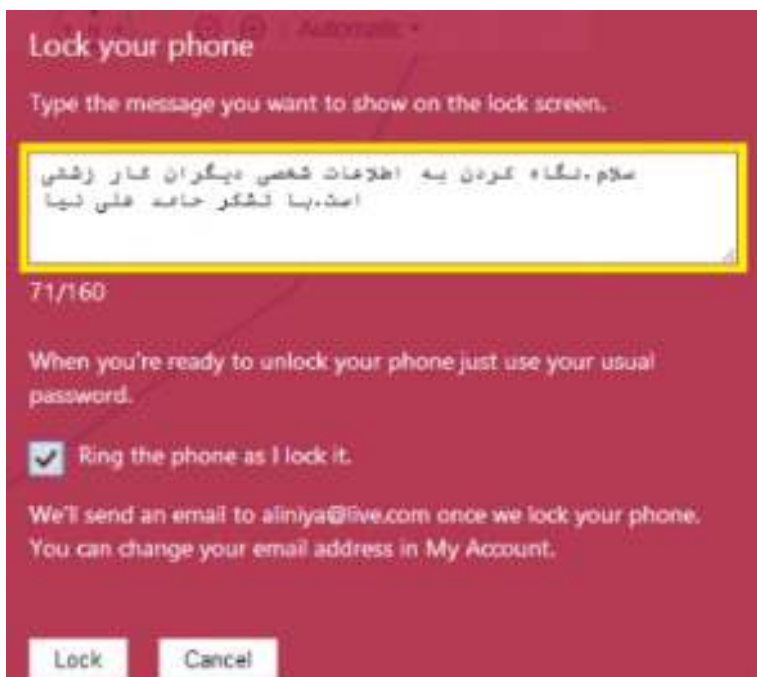 Automatic
Lock your phone
Type the message you want to show on the lock screen.
سلام.نگاه کردن به اطلاعات شخصی دیگران کار زشتی
است.با تشکر حامد علی نیا
71/160
When you're ready to unlock your phone just use your usual
password.
Ring the phone as I lock it.
We'll send an email to aliniya@live.com once we lock your phone.
You can change your email address in My Account.
Lock Cancel